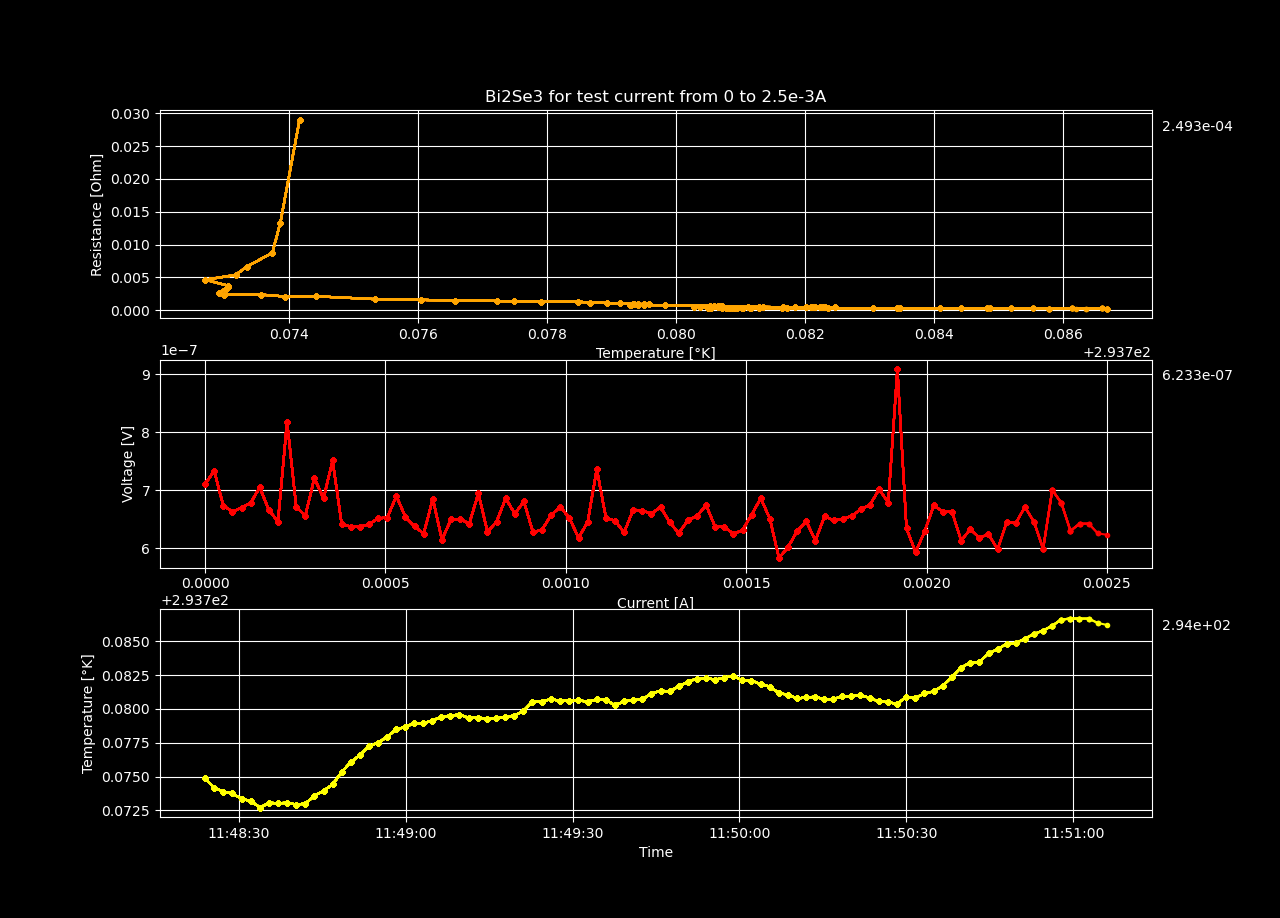 Bi2Se3 for test current from 0 to 2.5e-3A
0.030
0.025
0.020
0.015
0.010
0.005
0.000
Resistance [Ohm]
2.493e-04
0.074 0.076 0.078 0.080 0.082 0.084 0.086
Temperature [°K]
+2.937e2
1e−7
9
8
7
6
Voltage [V]
6.233e-07
0.0000 0.0005 0.0010 0.0015 0.0020 0.0025
Current [A]
+2.937e2
0.0850
0.0825
0.0800
0.0775
0.0750
0.0725
Temperature [°K]
2.94e+02
11:48:30 11:49:00 11:49:30 11:50:00 11:50:30 11:51:00
Time